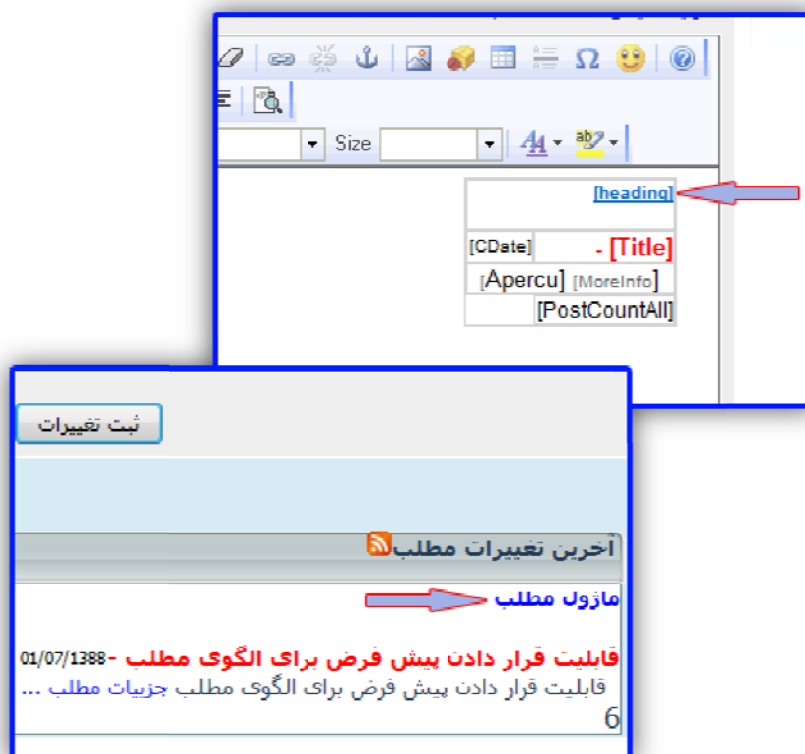 Size
[heading]
[CDate] - [Title]
[Apercu] [MoreInfo]
[PostCountAll]
ثبت تغییرات
آخرین تغییرات مطلب
ماژول مطلب
قابلیت قرار دادن پیش فرض برای الگوی مطلب -01/07/1388
قابلیت قرار دادن پیش فرض برای الگوی مطلب جزییات مطلب ...
6